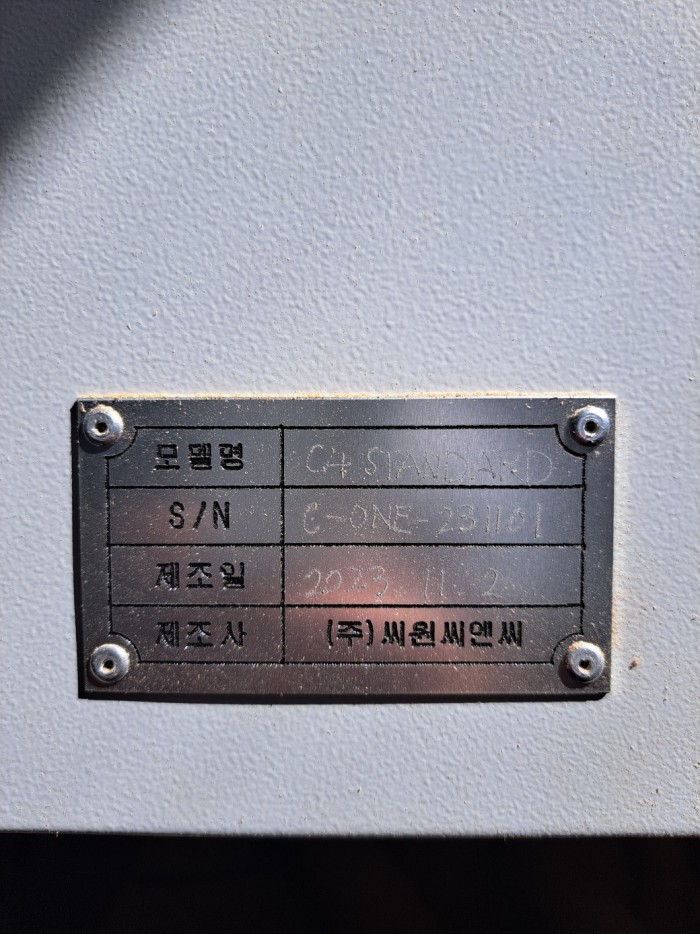 모델명 C4 STANDARD
S/N C-ONE-231101
제조일 2023. 11. 2
제조사 (주)씨원씨엔씨